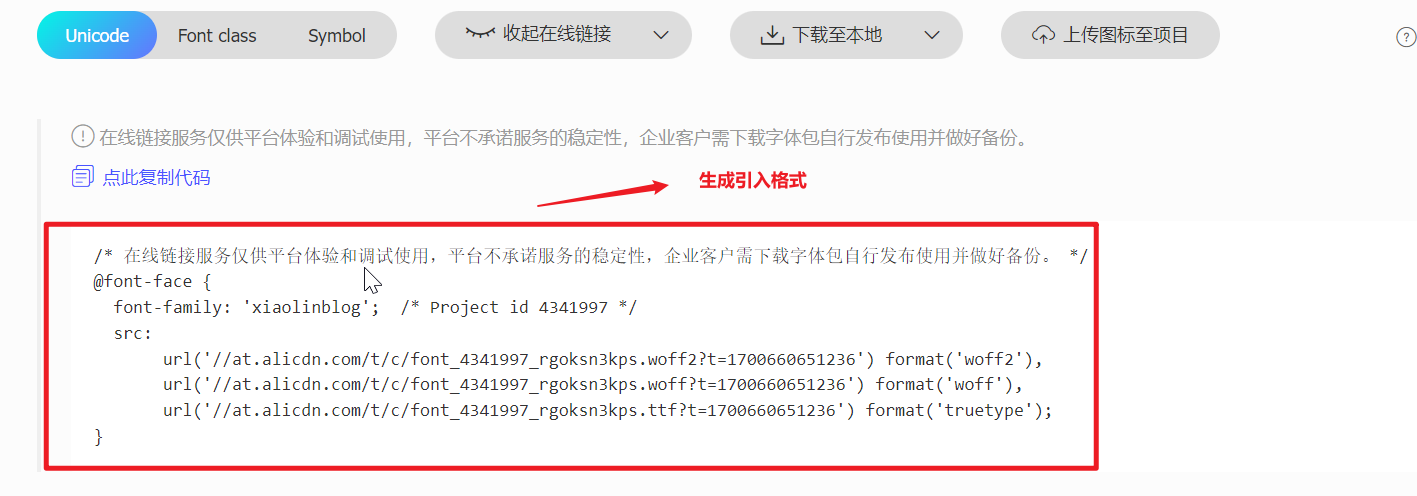 Unicode Font class Symbol 收起在线链接 下载至本地 上传图标至项目 ?
在线链接服务仅供平台体验和调试使用，平台不承诺服务的稳定性，企业客户需下载字体包自行发布使用并做好备份。
点此复制代码
生成引入格式
/* 在线链接服务仅供平台体验和调试使用，平台不承诺服务的稳定性，企业客户需下载字体包自行发布使用并做好备份。 */
@font-face {
  font-family: 'xiaolinblog';  /* Project id 4341997 */
  src:
       url('//at.alicdn.com/t/c/font_4341997_rgoksn3kps.woff2?t=1700660651236') format('woff2'),
       url('//at.alicdn.com/t/c/font_4341997_rgoksn3kps.woff?t=1700660651236') format('woff'),
       url('//at.alicdn.com/t/c/font_4341997_rgoksn3kps.ttf?t=1700660651236') format('truetype');
}